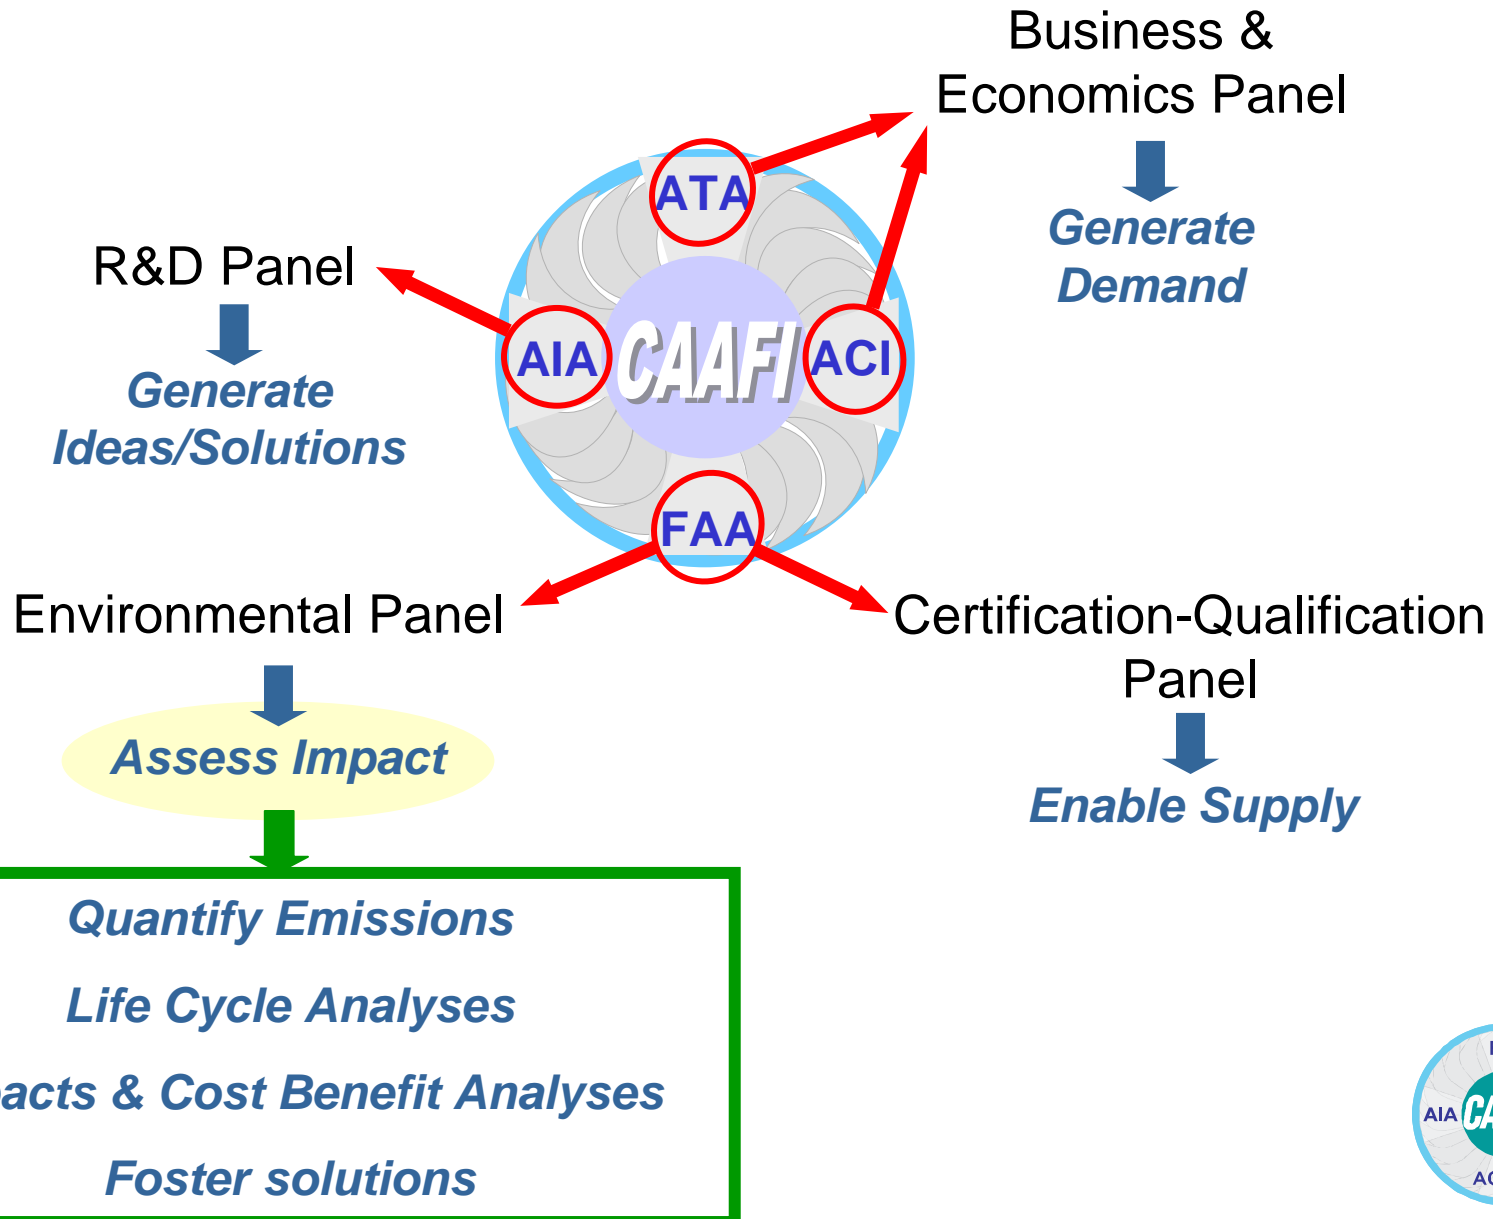 Business &
Economics Panel
Generate
Demand
ATA
R&D Panel
Generate
Ideas/Solutions
AIA
CAAFI
ACI
FAA
Environmental Panel
Assess Impact
Certification-Qualification
Panel
Enable Supply
Quantify Emissions
Life Cycle Analyses
& Cost Benefit Analyses
Foster solutions
AIA